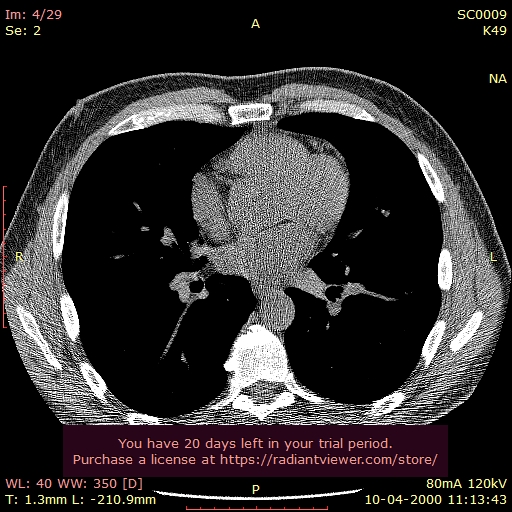 Im: 4/29
Se: 2
A
SC0009
K49
NA
R
L
You have 20 days left in your trial period.
Purchase a license at https://radiantviewer.com/store/
WL: 40 WW: 350 [D]
T: 1.3mm L: -210.9mm
P
80mA 120kV
10-04-2000 11:13:43